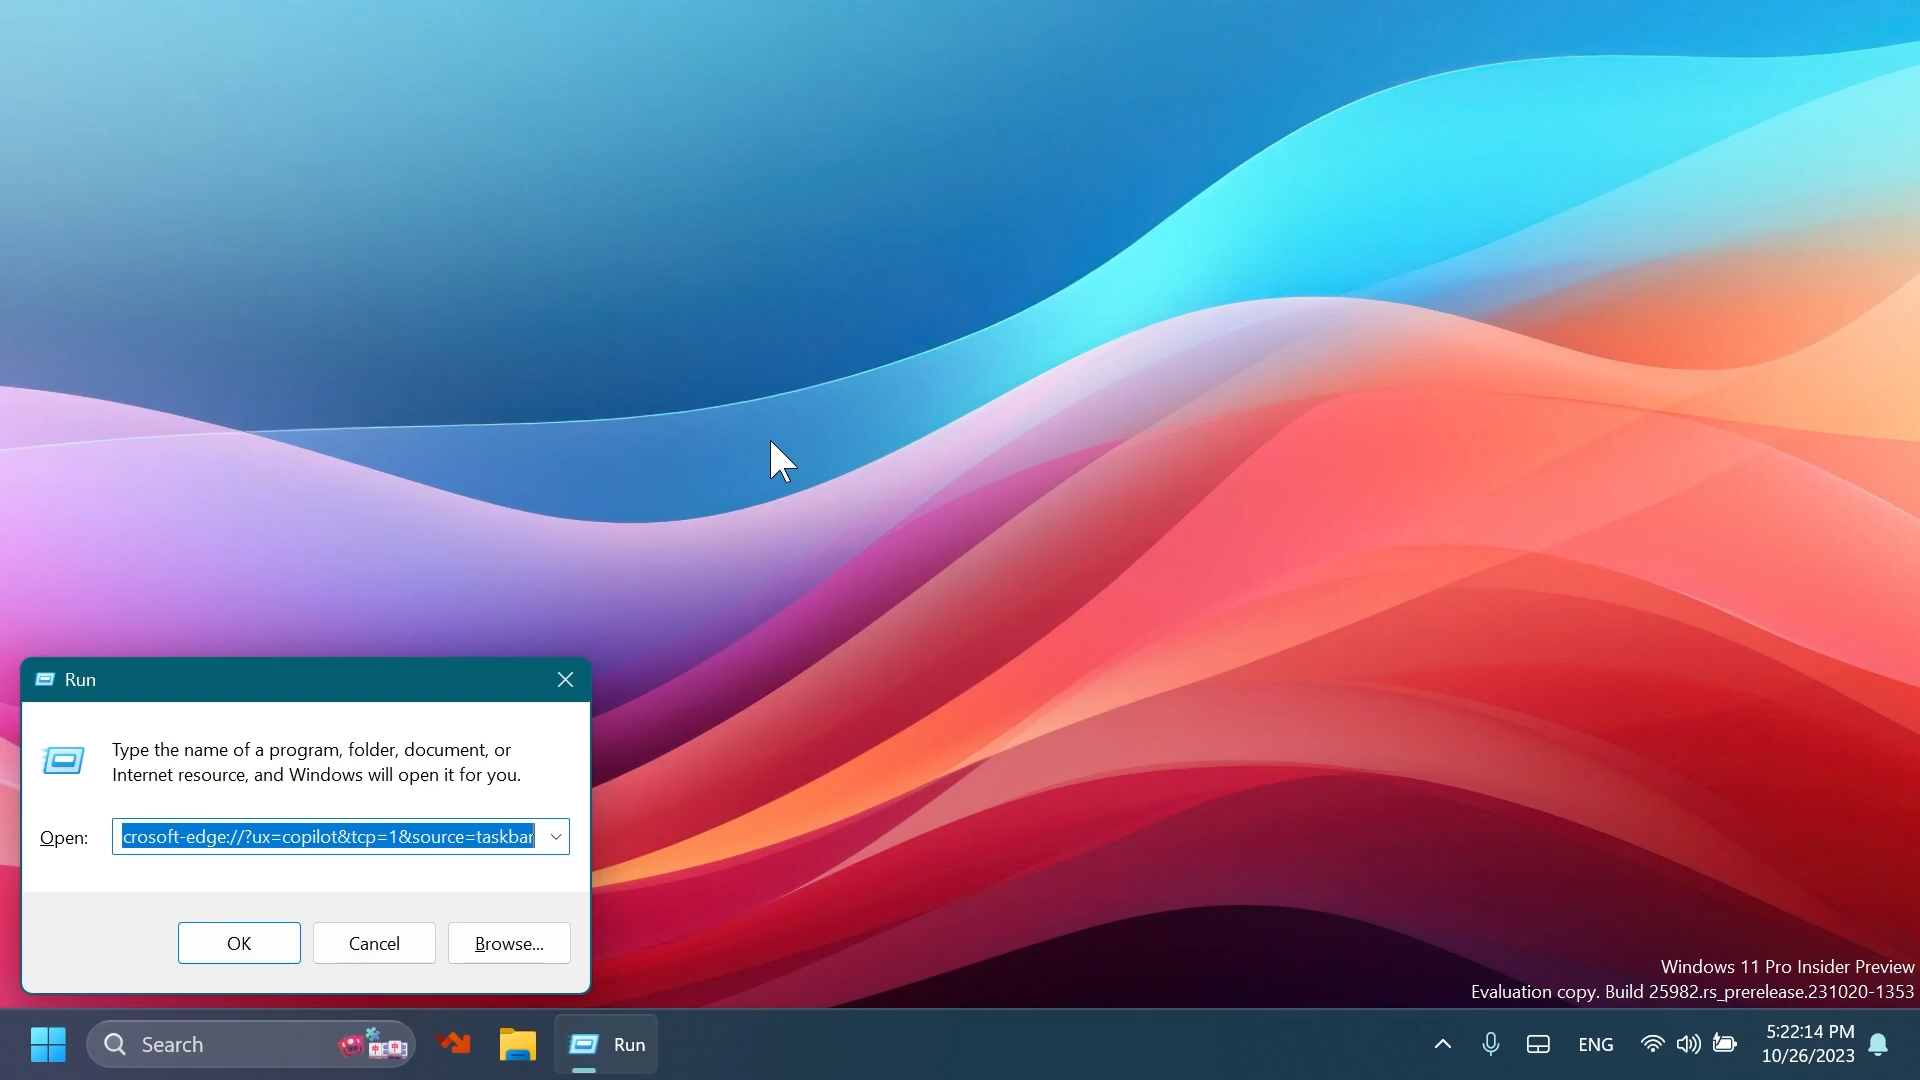 Run
Type the name of a program, folder, document, or
Internet resource, and Windows will open it for you.
Open:
crosoft-edge://?ux=copilot&tcp=1&source=taskbar
OK
Cancel
Browse...
Windows 11 Pro Insider Preview
Evaluation copy. Build 25982.rs_prerelease.231020-1353
Search
中 中
Run
ENG
5:22:14 PM
10/26/2023